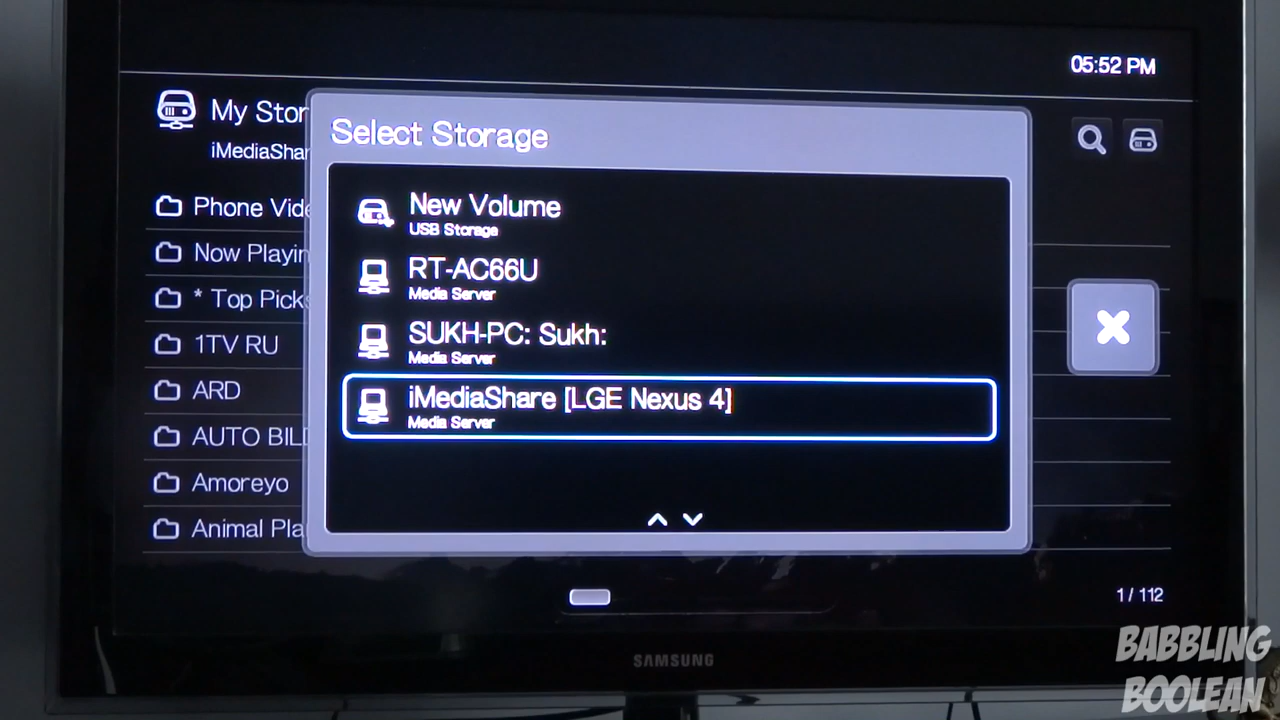 05:52 PM
My Stor
iMediaShar
Select Storage
New Volume
USB Storage
RT-AC66U
Media Server
SUKH-PC: Sukh:
Media Server
iMediaShare [LGE Nexus 4]
Media Server
Phone Vide
Now Playin
* Top Picks
1TV RU
ARD
AUTO BIL
Amoreyo
Animal Pla
1 / 112
SAMSUNG
BABBLING
BOOLEAN